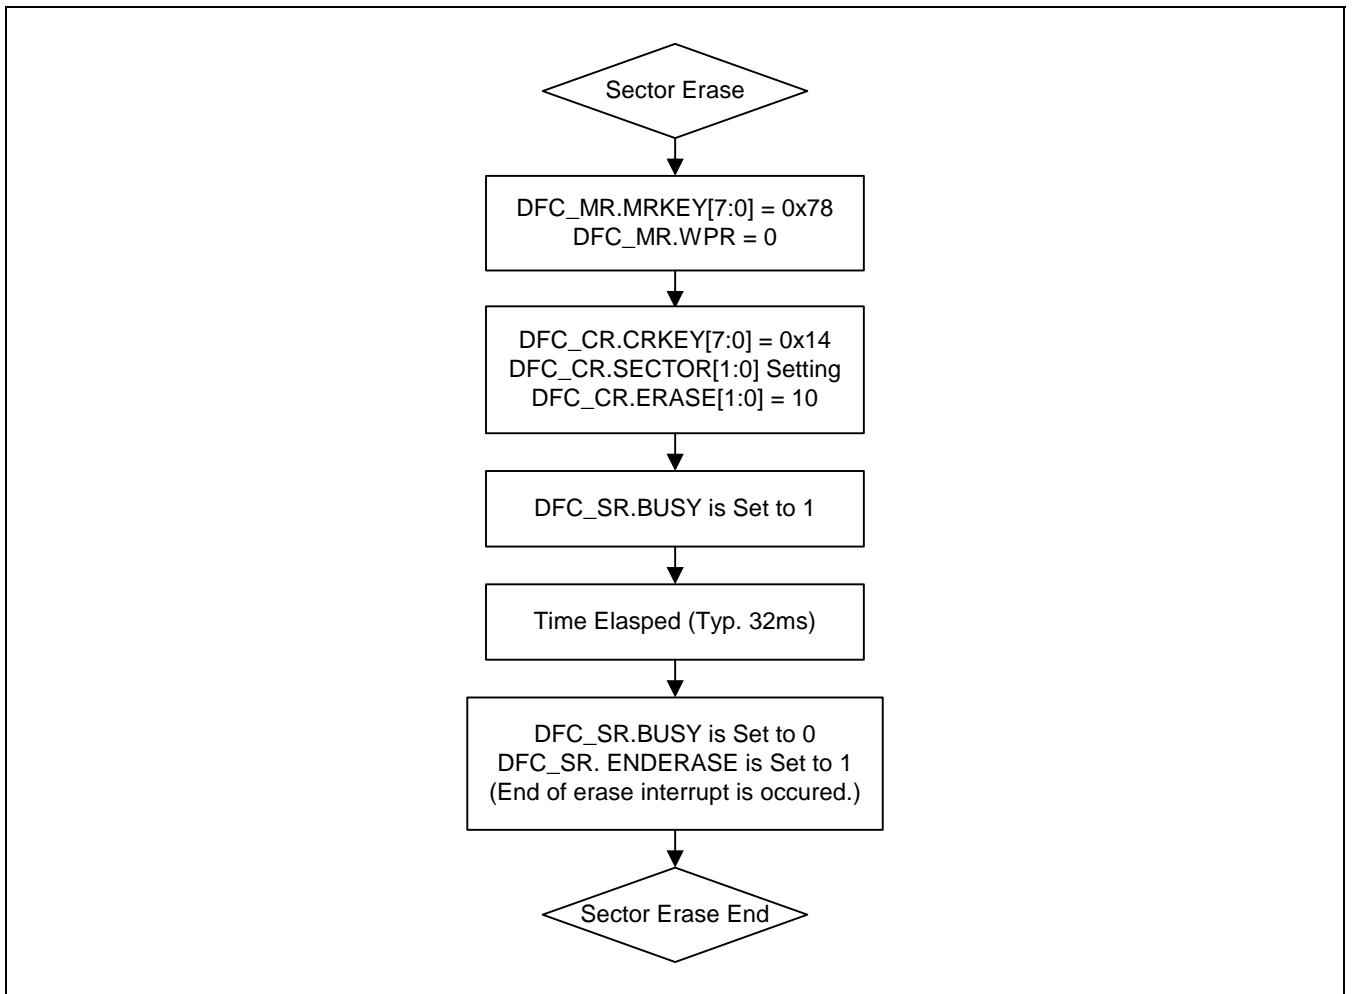 Sector Erase
DFC_MR.MRKEY[7:0] = 0x78
DFC_MR.WPR = 0
DFC_CR.CRKEY[7:0] = 0x14
DFC_CR.SECTOR[1:0] Setting
DFC_CR.ERASE[1:0] = 10
DFC_SR.BUSY is Set to 1
Time Elasped (Typ. 32ms)
DFC_SR.BUSY is Set to 0
DFC_SR. ENDERASE is Set to 1
(End of erase interrupt is occured.)
Sector Erase End